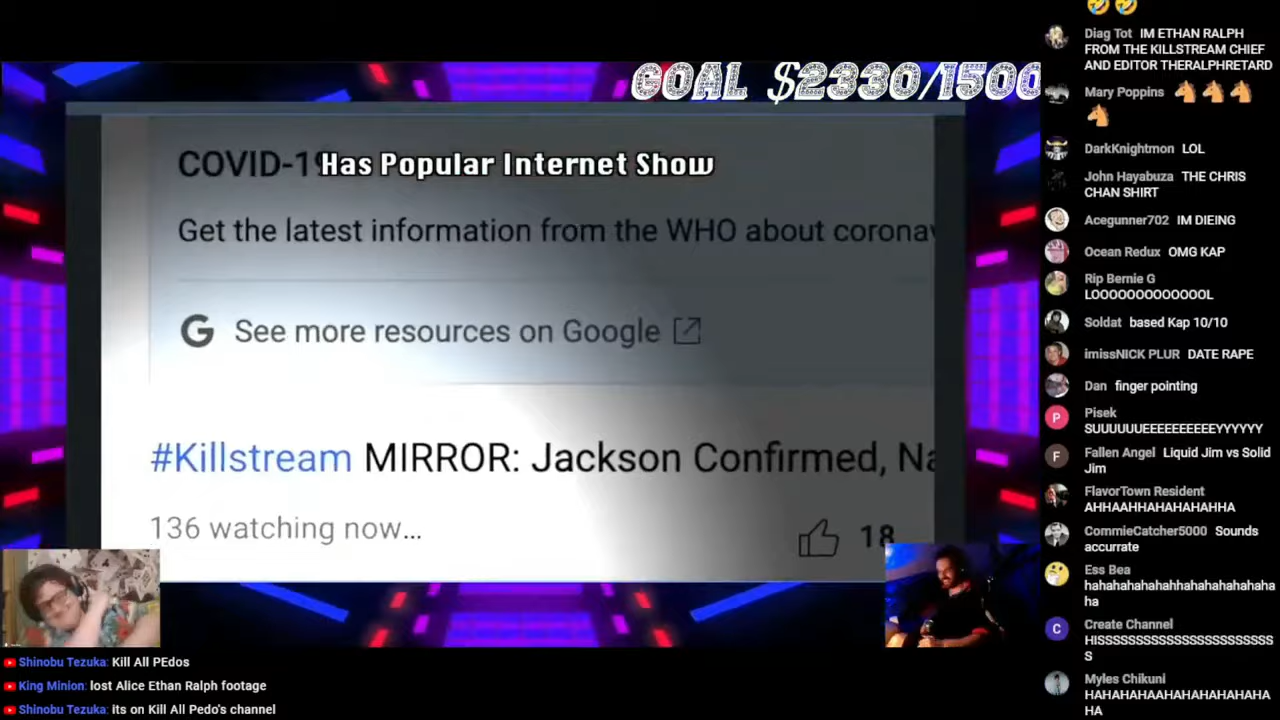 GOAL $2330/1500
COVID-19
Has Popular Internet Show
Get the latest information from the WHO about corona
See more resources on Google
#Killstream MIRROR: Jackson Confirmed, Na
136 watching now...
18
Shinobu Tezuka: Kill All PEdos
King Minion: lost Alice Ethan Ralph footage
Shinobu Tezuka: its on Kill All Pedo's channel
Diag Tot IM ETHAN RALPH
FROM THE KILLSTREAM CHIEF
AND EDITOR THERALPHRETARD
Mary Poppins
DarkKnightmon LOL
John Hayabuza THE CHRIS
CHAN SHIRT
Acegunner702 IM DIEING
Ocean Redux OMG KAP
Rip Bernie G
LOOOOOOOOOOOOL
Soldat based Kap 10/10
imissNICK PLUR DATE RAPE
Dan finger pointing
P
Pisek
SUUUUUEEEEEEEEEEYYYYYY
F
Fallen Angel Liquid Jim vs Solid
Jim
FlavorTown Resident
AHHAAHHAHAHAHAHHA
CommieCatcher5000 Sounds
accurrate
Ess Bea
hahahahahahhahahahahaha
ha
C
Create Channel
HISSSSSSSSSSSSSSSSSSSSSSS
S
Myles Chikuni
HAHAHAHAAHAHAHAHAHAHA
HA